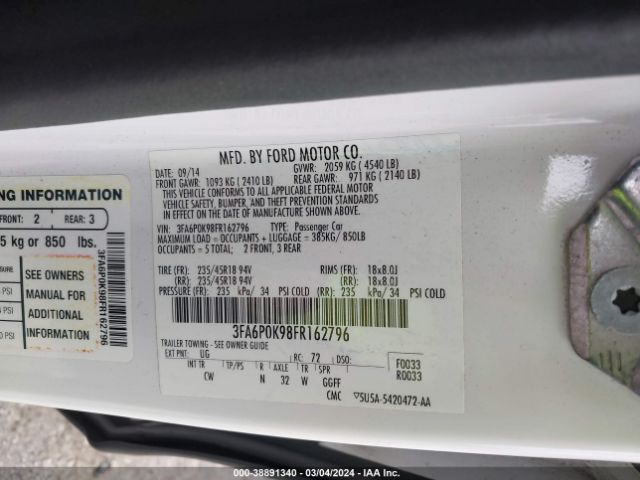 MFD. BY FORD MOTOR CO.
09/14 GVWR: 2059 KG (4540 LB)
FRONT GAWR: 1093 KG (2410 LB) REAR GAWR: 971 KG (2140 LB)
THIS VEHICLE CONFORMS TO ALL APPLICABLE FEDERAL MOTOR
VEHICLE SAFETY, BUMPER, AND THEFT PREVENTION STANDARDS
IN EFFECT ON THE DATE OF MANUFACTURE SHOWN ABOVE.
VIN: 3FA6P0K98FR162796 TYPE: Passenger Car
MAXIMUM LOAD = OCCUPANTS + LUGGAGE = 385KG/ 850LB
OCCUPANTS = 5 TOTAL; 2 FRONT, 3 REAR
TIRE (FR): 235/45R18 94V RIMS (FR): 18x8.0J
(RR): 235/45R18 94V (RR): 18x8.0J
PRESSURE (FR): 235 kPa/ 34 PSI COLD (RR): 235 kPa/ 34 PSI COLD
3FA6P0K98FR162796
TRAILER TOWING - SEE OWNER GUIDE
EXT PNT: UG RC: 72 DSO: F0033
R0033
INT TR TP/PS R AXLE TR SPR
CW N 32 W GGFF
CMC 5U5A-5420472-AA
NG INFORMATION
FRONT: 2 REAR: 3
5 kg or 850 lbs.
SSURE
PSI
PSI
0 PSI
SEE OWNERS
MANUAL FOR
ADDITIONAL
INFORMATION
3FA6P0K98FR162796
000-38891340 - 03/04/2024 - IAA Inc.